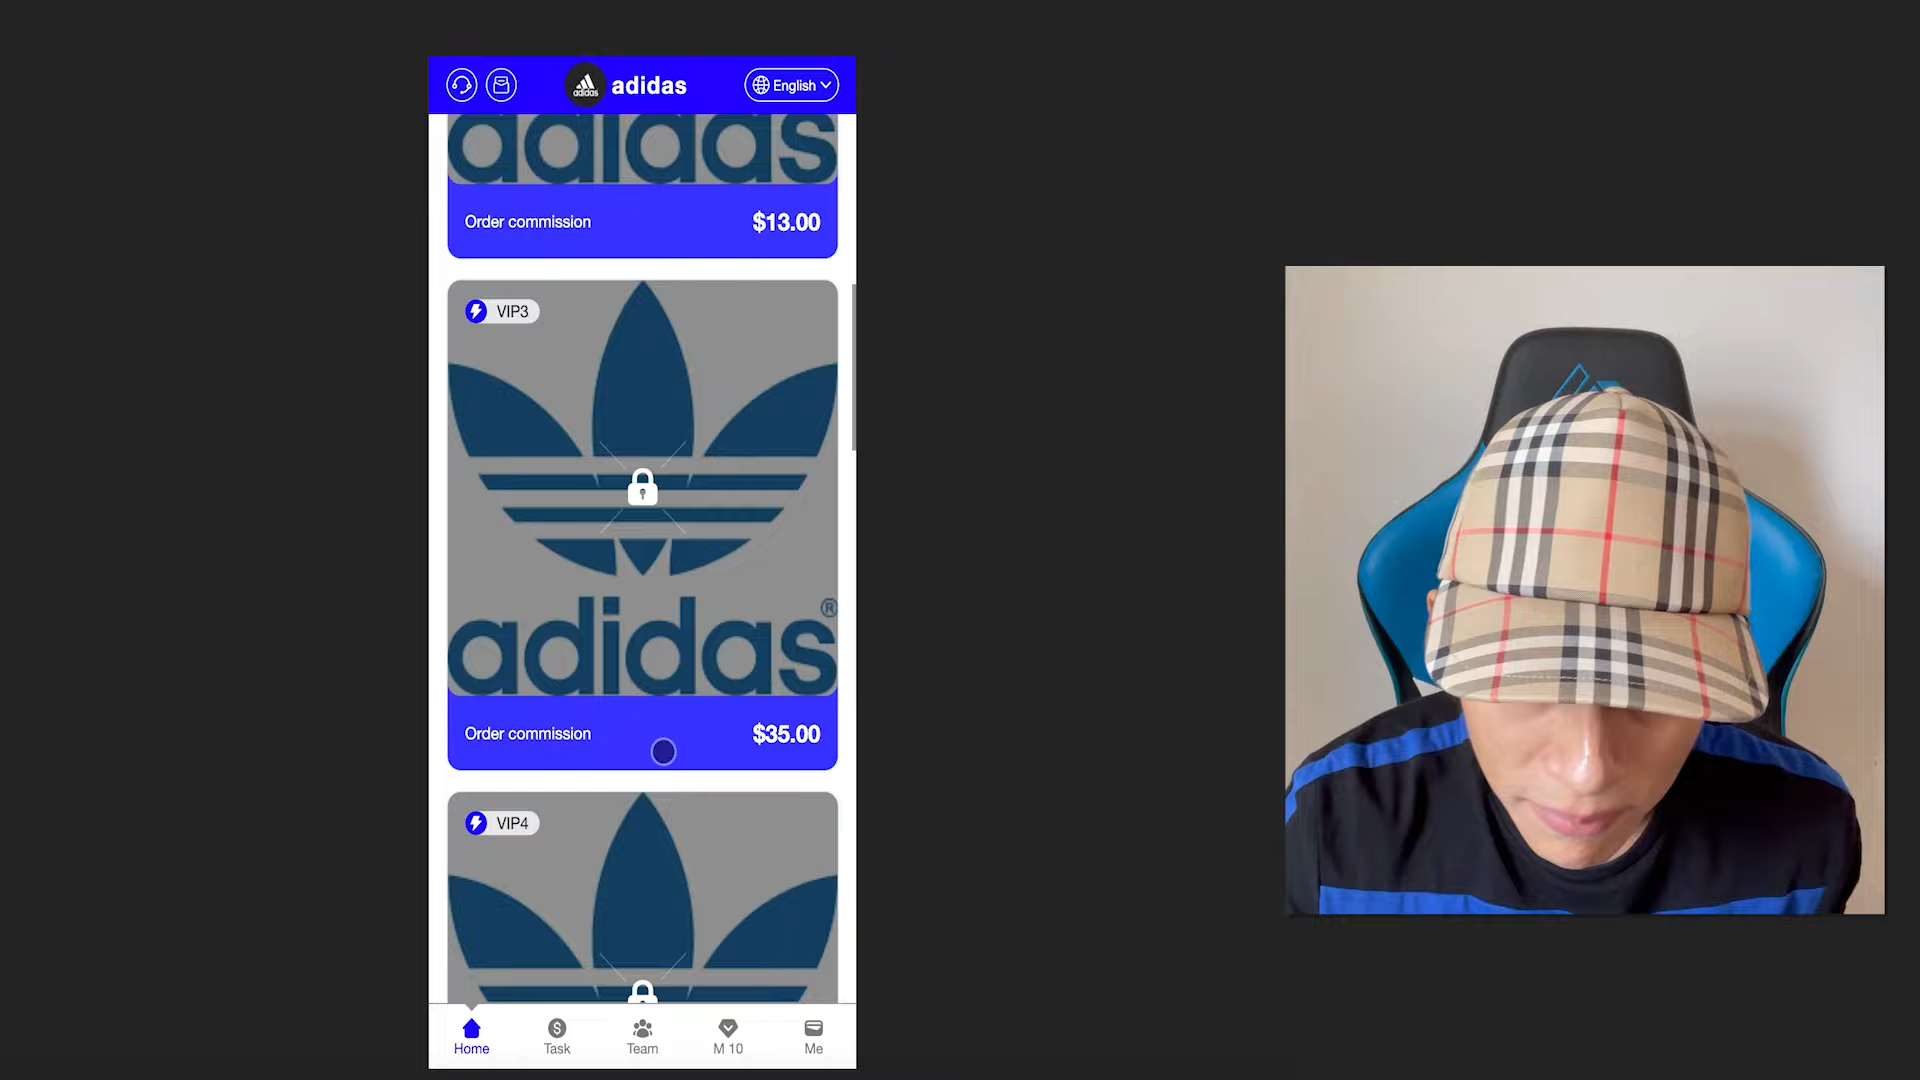 adidas
adidas
English
adidas
Order commission
$13.00
VIP3
adidas®
Order commission
$35.00
VIP4
Home
Task
Team
M 10
Me